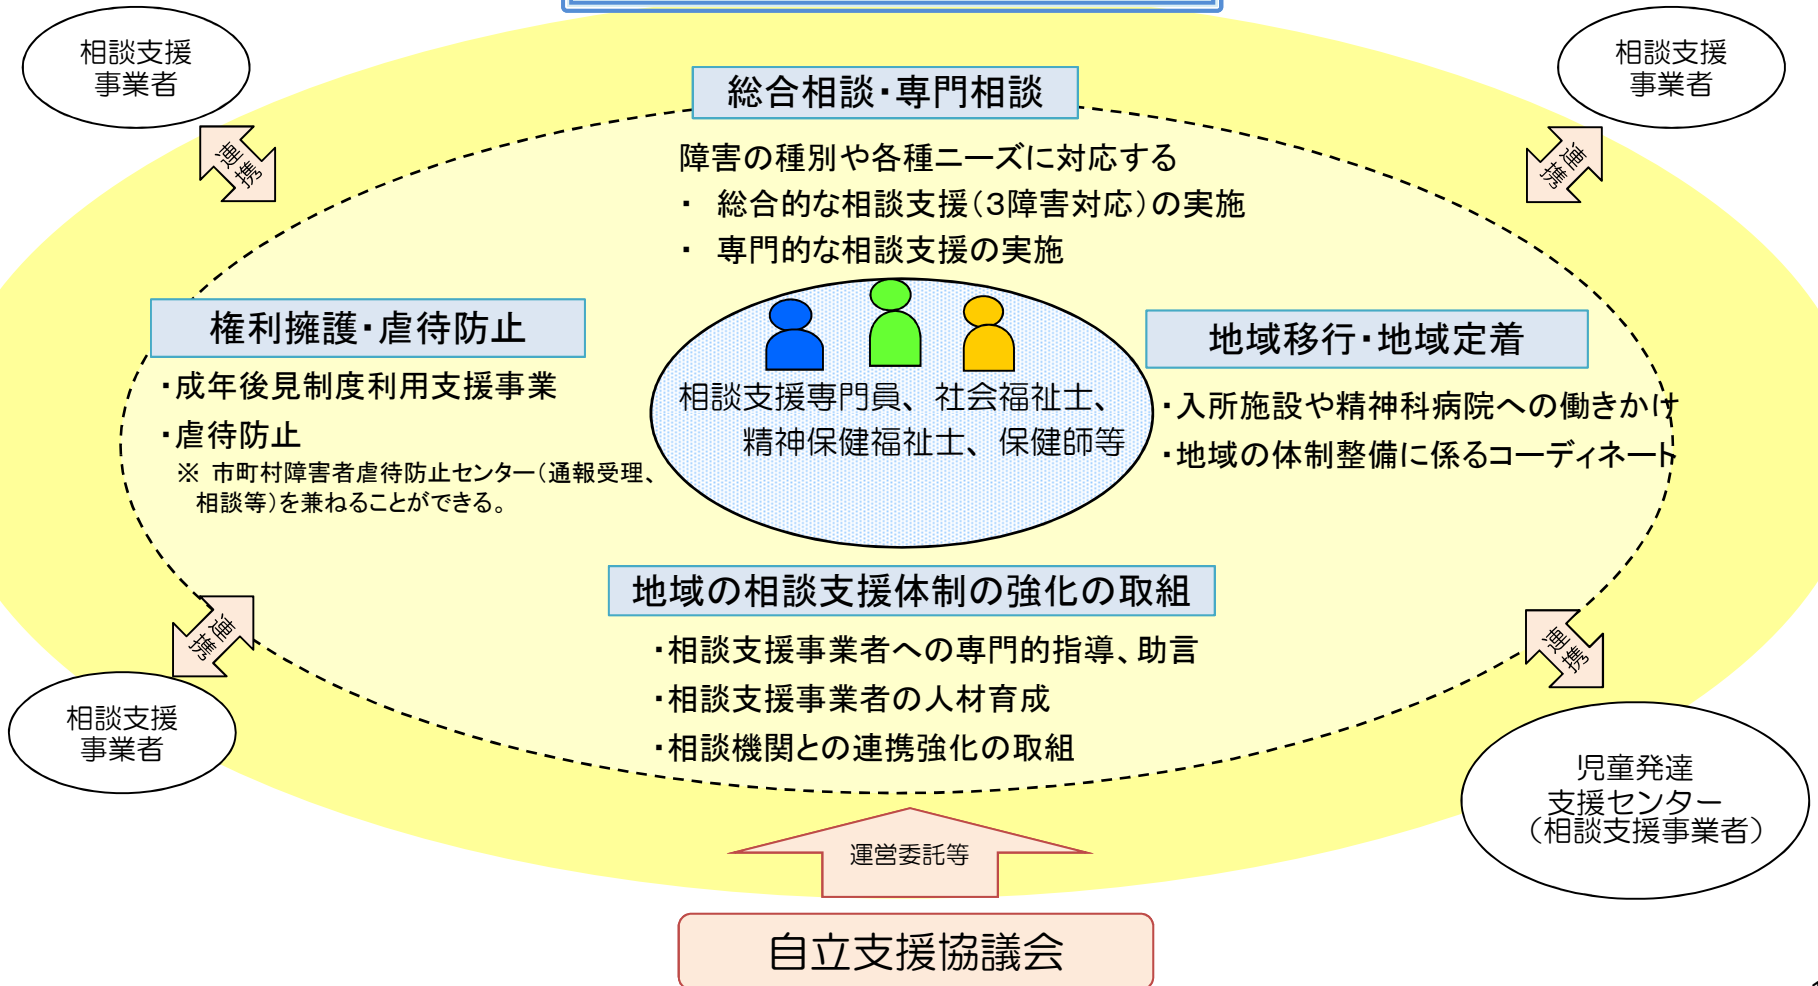 相談支援
事業者
相談支援
事業者
連携
連携
総合相談・専門相談
障害の種別や各種ニーズに対応する
・ 総合的な相談支援（3障害対応）の実施
・ 専門的な相談支援の実施
権利擁護・虐待防止
・成年後見制度利用支援事業
・虐待防止
※ 市町村障害者虐待防止センター（通報受理、
相談等）を兼ねることができる。
相談支援専門員、社会福祉士、
精神保健福祉士、保健師等
地域移行・地域定着
・入所施設や精神科病院への働きかけ
・地域の体制整備に係るコーディネート
地域の相談支援体制の強化の取組
・相談支援事業者への専門的指導、助言
・相談支援事業者の人材育成
・相談機関との連携強化の取組
連携
連携
相談支援
事業者
児童発達
支援センター
（相談支援事業者）
運営委託等
自立支援協議会